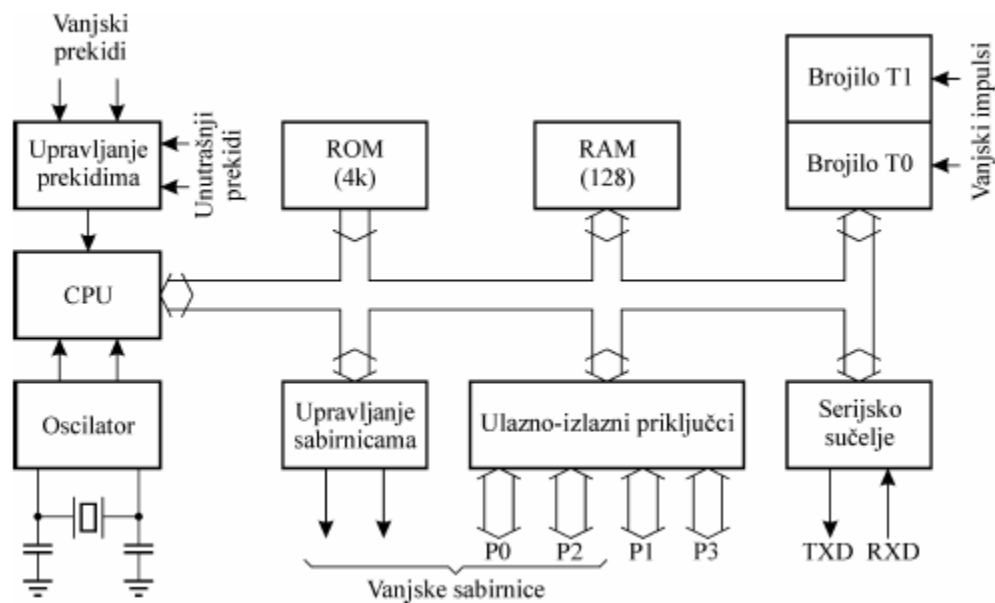 Vanjski
prekidi
Upravljanje
prekidima
Unutrašnji
prekidi
ROM
(4k)
RAM
(128)
Brojilo T1
Brojilo T0
Vanjski impulsi
CPU
Oscilator
Upravljanje
sabirnicama
Ulazno-izlazni priključci
Serijsko
sučelje
P0 P2 P1 P3
TXD RXD
Vanjske sabirnice